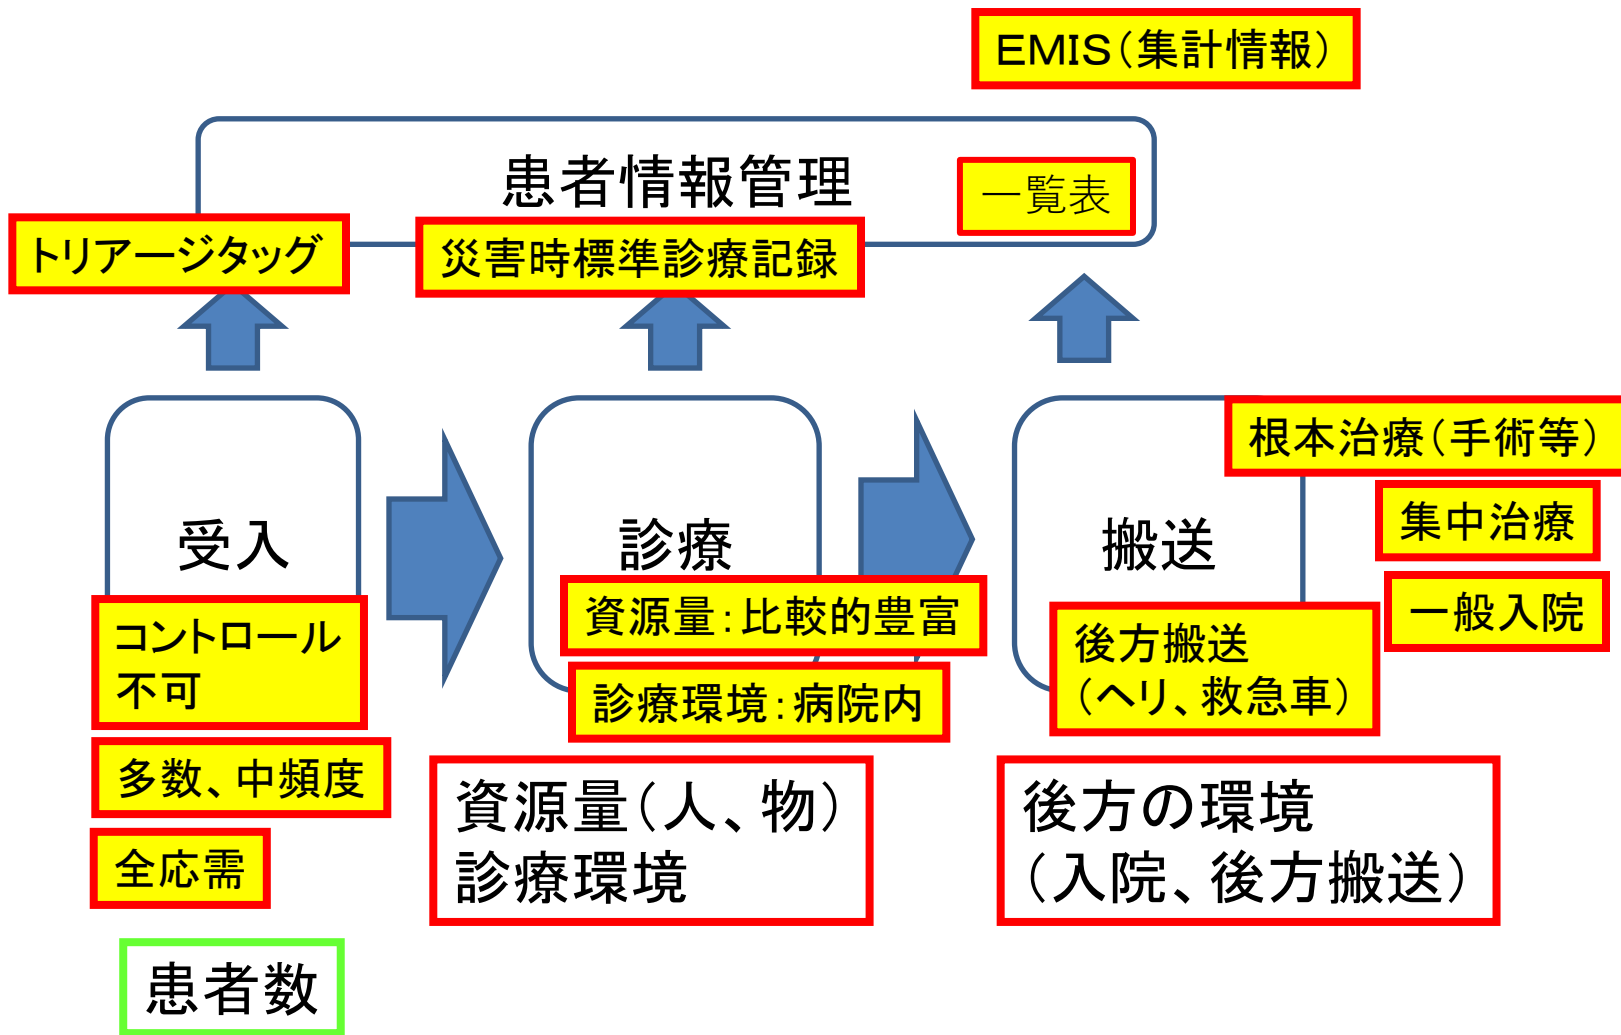 EMIS（集計情報）
患者情報管理
一覧表
トリアージタッグ
災害時標準診療記録
受入
コントロール
不可
多数、中頻度
全応需
患者数
診療
資源量：比較的豊富
診療環境：病院内
資源量（人、物）
診療環境
搬送
根本治療（手術等）
集中治療
一般入院
後方搬送
（ヘリ、救急車）
後方の環境
（入院、後方搬送）